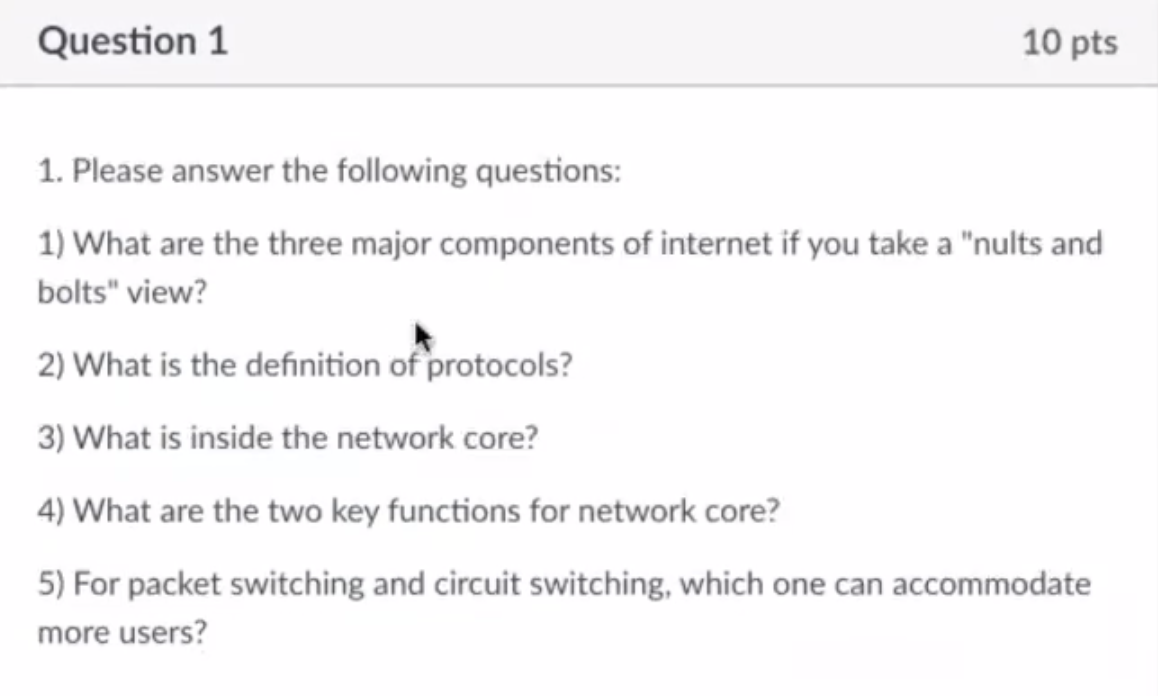 Question 1
10 pts
1. Please answer the following questions:
1) What are the three major components of internet if you take a "nults and
bolts" view?
2) What is the definition of protocols?
3) What is inside the network core?
4) What are the two key functions for network core?
5) For packet switching and circuit switching, which one can accommodate
more users?